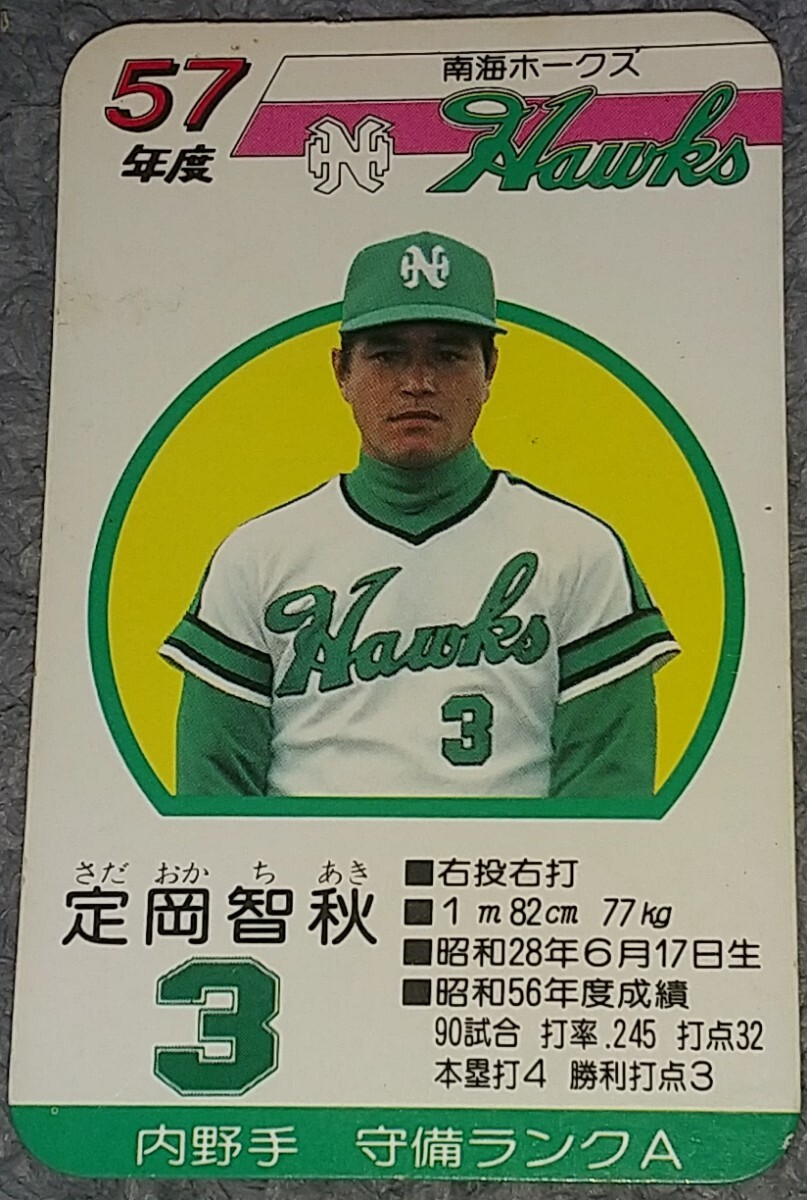 57
年度
南海ホークズ
NH
Hawks
NH
Hawks
3
さだ おか ち あき
定岡智秋
3
■右投右打
■1m82cm 77kg
■昭和28年6月17日生
■昭和56年度成績
90試合 打率.245 打点32
本塁打4 勝利打点3
内野手 守備ランクA